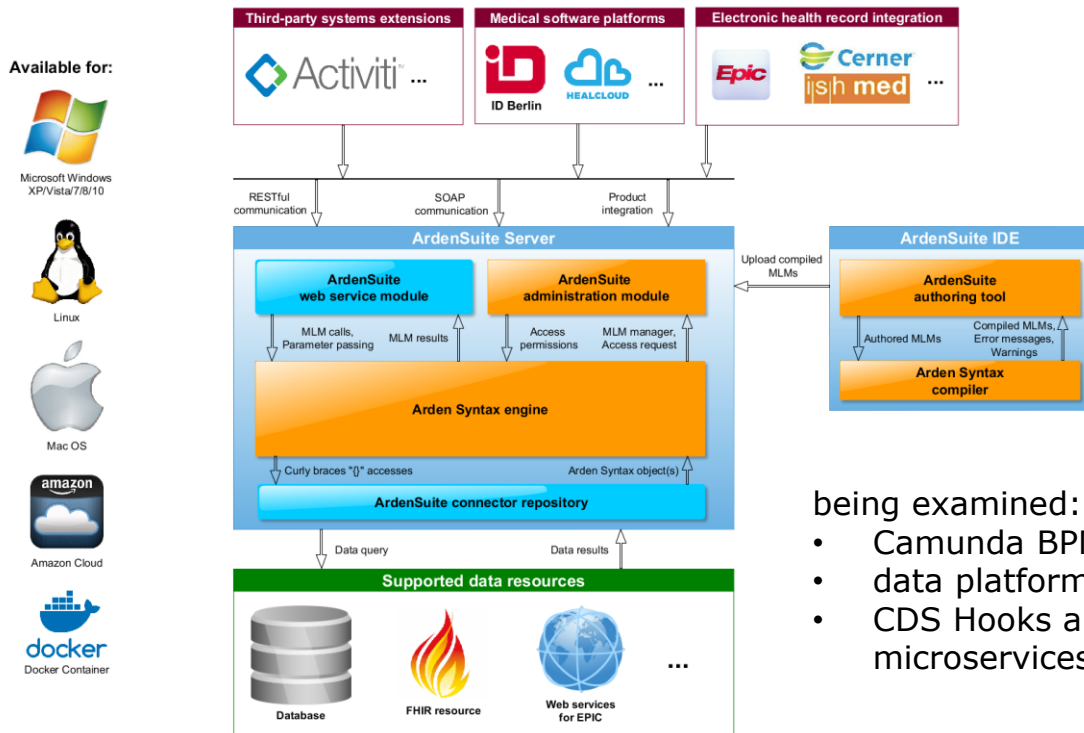 Third-party systems extensions
Medical software platforms
Electronic health record integration
Activiti ...
iD
ID Berlin
HEALCLOUD
...
Epic
Cerner
i|s|h med
...
Available for:
Microsoft Windows
XP/Vista/7/8/10
Linux
Mac OS
amazon
Amazon Cloud
docker
Docker Container
RESTful
communication
SOAP
communication
Product
integration
ArdenSuite Server
ArdenSuite
web service module
ArdenSuite
administration module
MLM calls,
Parameter passing
MLM results
Access
permissions
MLM manager,
Access request
Arden Syntax engine
Curly braces "{}" accesses
Arden Syntax object(s)
ArdenSuite connector repository
Upload compiled
MLMs
ArdenSuite IDE
ArdenSuite
authoring tool
Authored MLMs
Compiled MLMs,
Error messages,
Warnings
Arden Syntax
compiler
Data query
Data results
Supported data resources
Database
FHIR resource
Web services
for EPIC
...
being examined:
• Camunda
• data platform
• CDS Hooks
microservices